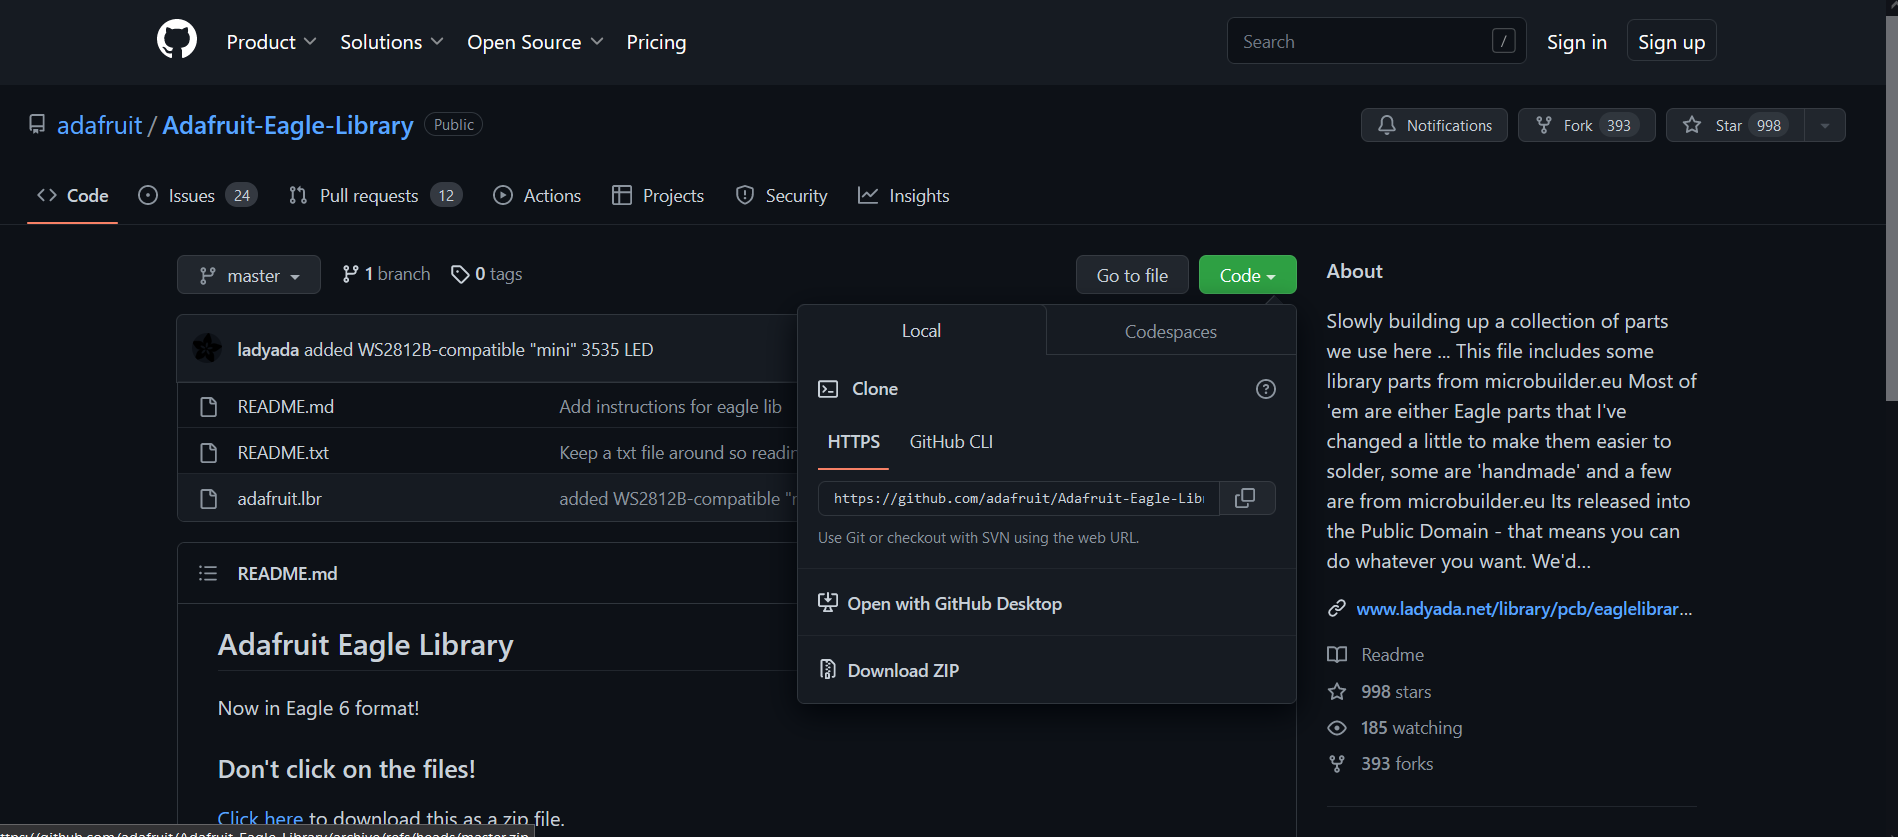 Product Solutions Open Source Pricing Search / Sign in Sign up
adafruit / Adafruit-Eagle-Library Public Notifications Fork 393 Star 998
Code Issues 24 Pull requests 12 Actions Projects Security Insights
master 1 branch 0 tags Go to file Code
ladyada added WS2812B-compatible "mini" 3535 LED
README.md Add instructions for eagle lib
README.txt Keep a txt file around so readin
adafruit.lbr added WS2812B-compatible "
README.md
Adafruit Eagle Library
Now in Eagle 6 format!
Don't click on the files!
Click here to download this as a zip file.
ttps://github.com/adafruit/Adafruit-Eagle-Library/archive/refs/heads/master.zip
Local Codespaces
Clone
HTTPS GitHub CLI
https://github.com/adafruit/Adafruit-Eagle-Lib
Use Git or checkout with SVN using the web URL.
Open with GitHub Desktop
Download ZIP
About
Slowly building up a collection of parts
we use here ... This file includes some
library parts from microbuilder.eu Most of
'em are either Eagle parts that I've
changed a little to make them easier to
solder, some are 'handmade' and a few
are from microbuilder.eu Its released into
the Public Domain - that means you can
do whatever you want. We'd...
www.ladyada.net/library/pcb/eaglelibrar...
Readme
998 stars
185 watching
393 forks